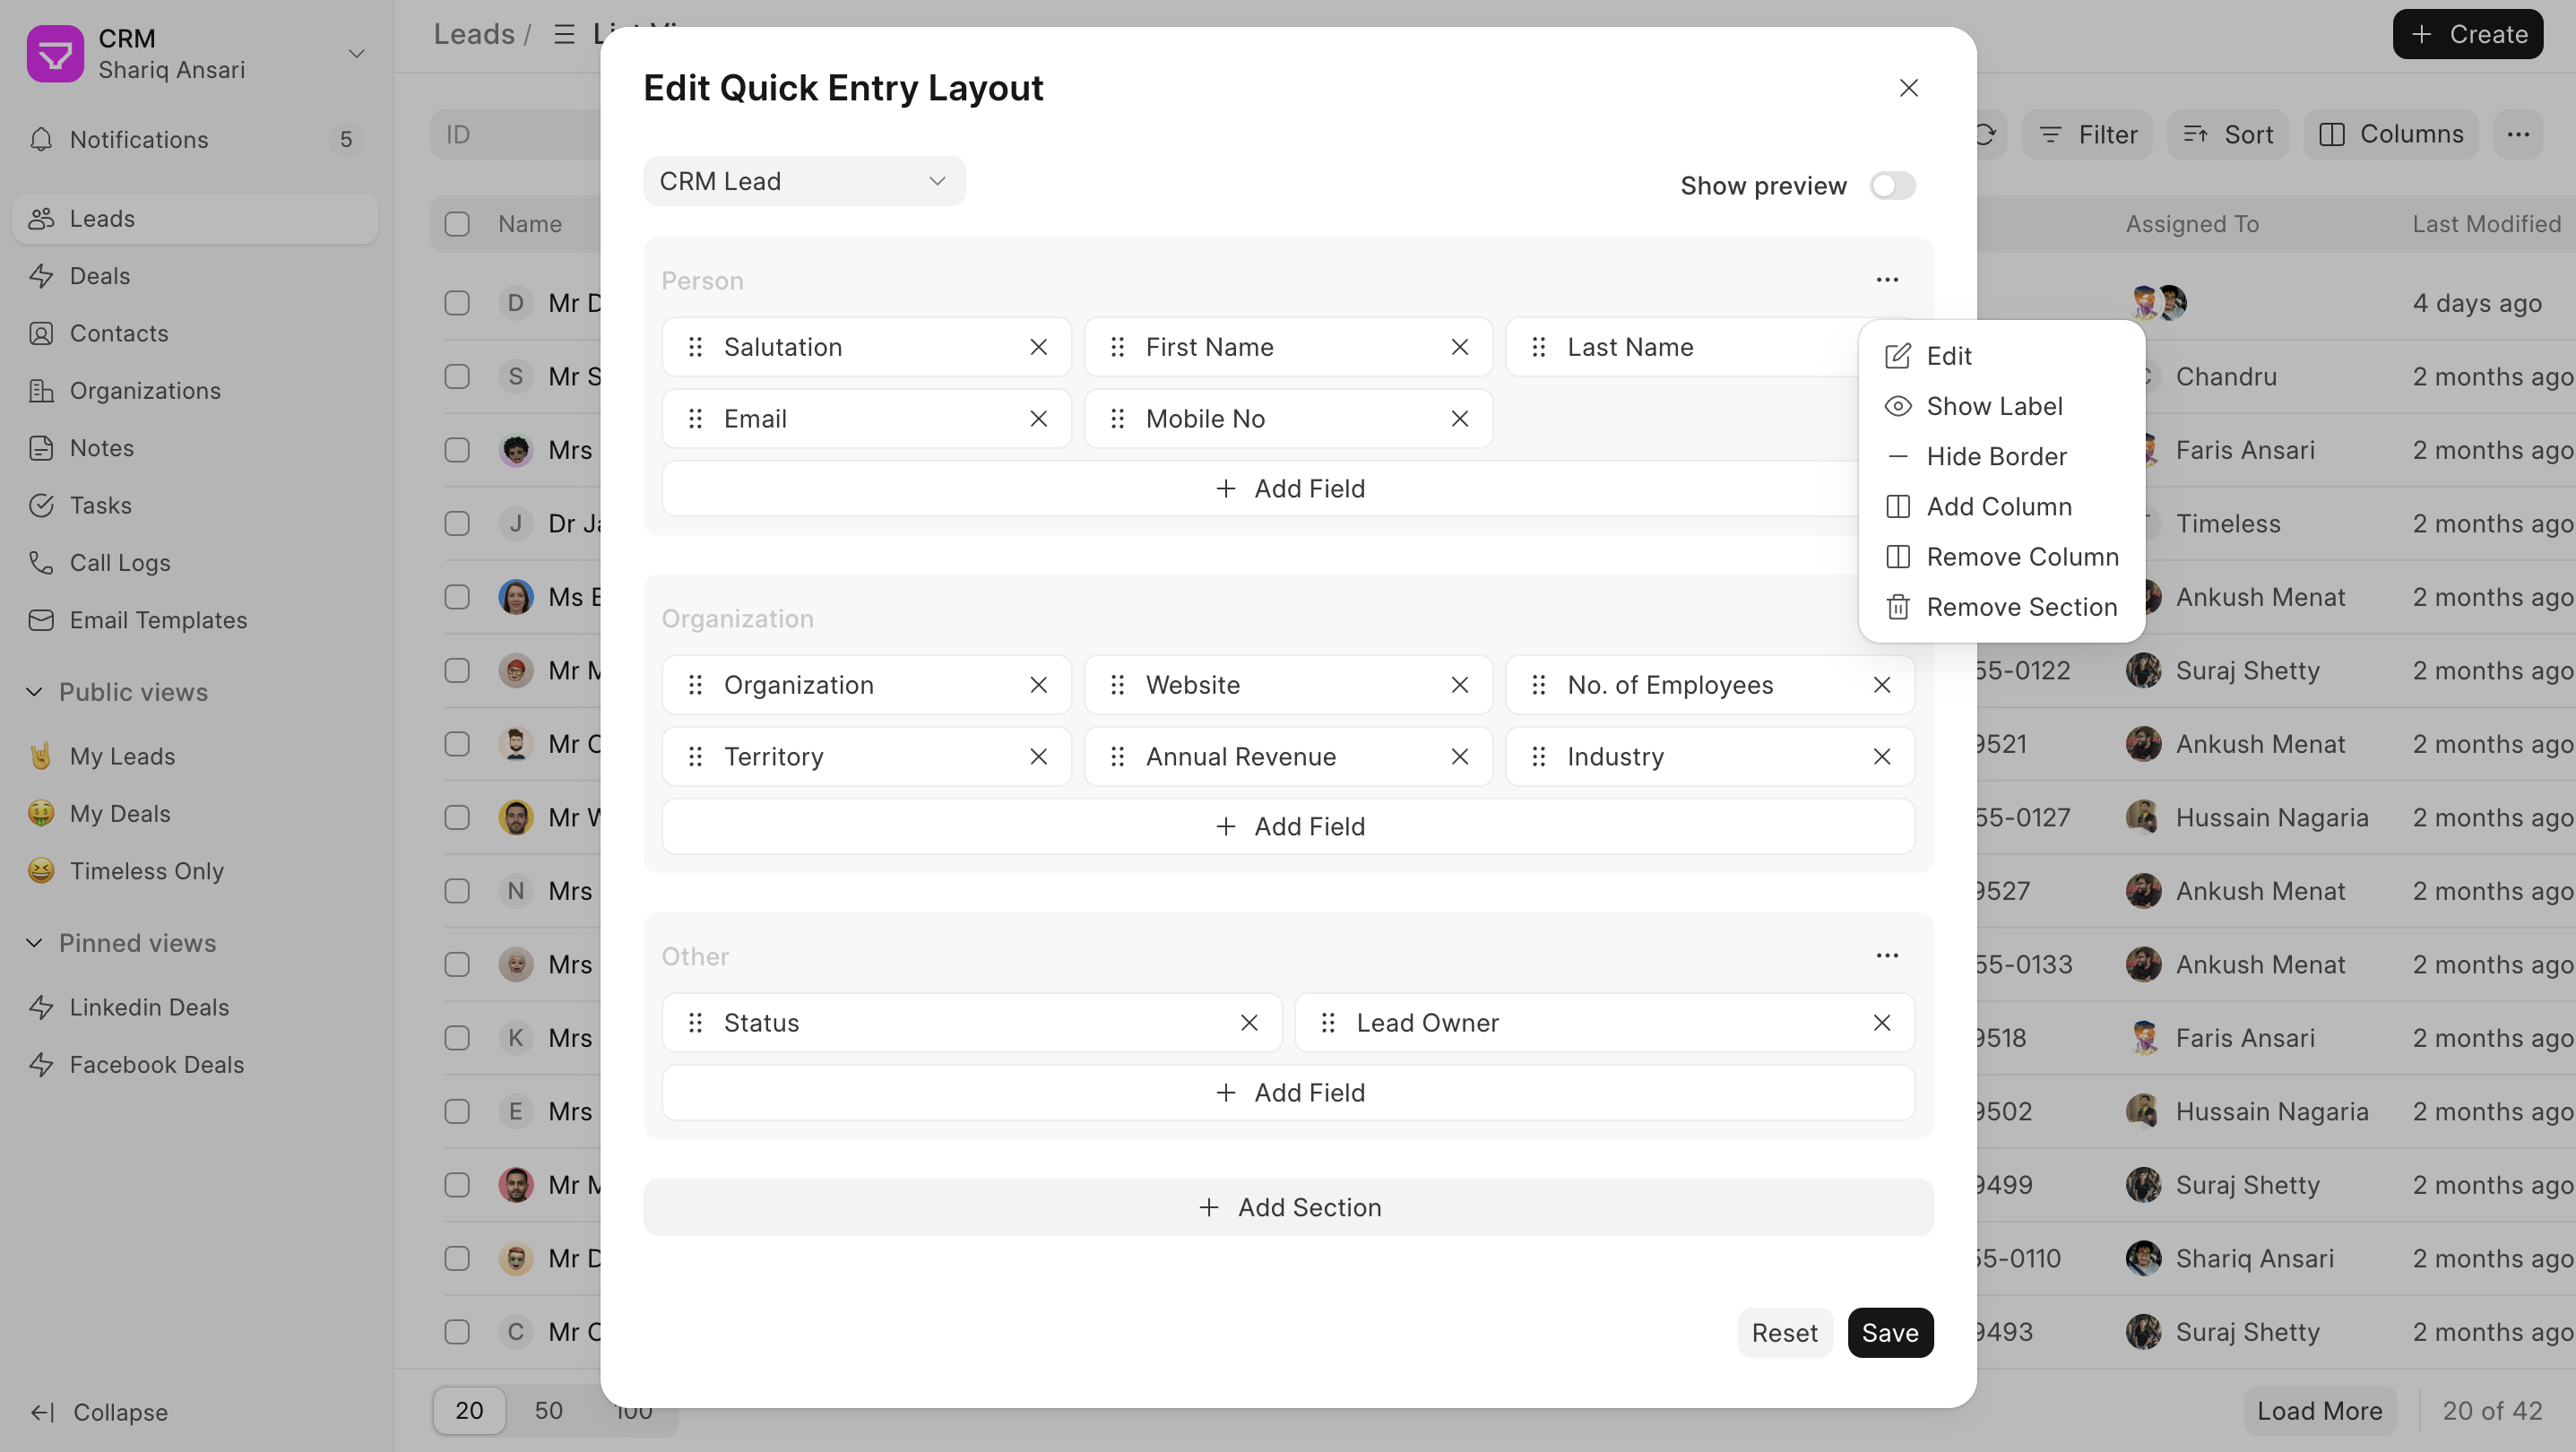 CRM
Shariq Ansari
Notifications 5
Leads
Deals
Contacts
Organizations
Notes
Tasks
Call Logs
Email Templates
Public views
My Leads
My Deals
Timeless Only
Pinned views
Linkedin Deals
Facebook Deals
Collapse
Leads /
Create
ID
Filter
Sort
Columns
Name
Assigned To
Last Modified
D Mr D
4 days ago
S Mr S
Chandru
2 months ago
Mrs
Faris Ansari
2 months ago
J Dr Ja
Timeless
2 months ago
Ms E
Ankush Menat
2 months ago
Mr M
55-0122
Suraj Shetty
2 months ago
Mr C
9521
Ankush Menat
2 months ago
Mr W
55-0127
Hussain Nagaria
2 months ago
N Mrs
9527
Ankush Menat
2 months ago
Mrs
55-0133
Ankush Menat
2 months ago
K Mrs
9518
Faris Ansari
2 months ago
E Mrs
9502
Hussain Nagaria
2 months ago
Mr M
9499
Suraj Shetty
2 months ago
Mr D
55-0110
Shariq Ansari
2 months ago
C Mr C
9493
Suraj Shetty
2 months ago
20 50 100
Load More
20 of 42
Edit Quick Entry Layout
CRM Lead
Show preview
Person
Salutation
First Name
Last Name
Email
Mobile No
Add Field
Organization
Organization
Website
No. of Employees
Territory
Annual Revenue
Industry
Add Field
Other
Status
Lead Owner
Add Field
Add Section
Reset
Save
Edit
Show Label
Hide Border
Add Column
Remove Column
Remove Section